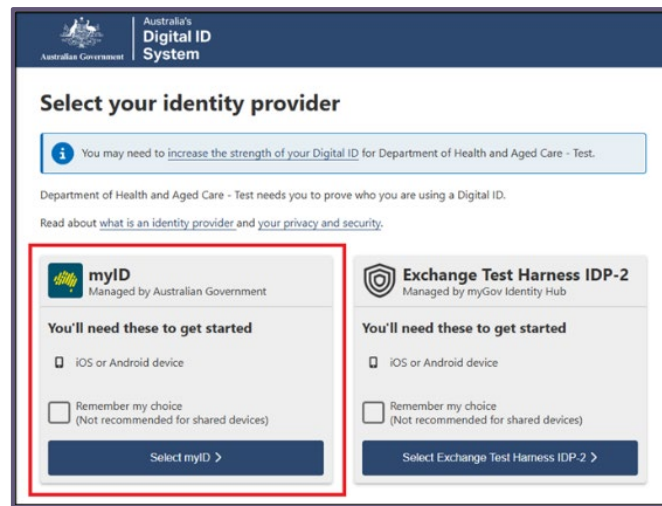 Australian Government
Australia's
Digital ID
System
Select your identity provider
You may need to increase the strength of your Digital ID for Department of Health and Aged Care - Test.
Department of Health and Aged Care - Test needs you to prove who you are using a Digital ID.
Read about what is an identity provider and your privacy and security.
myID
Managed by Australian Government
You'll need these to get started
iOS or Android device
Remember my choice
(Not recommended for shared devices)
Select myID >
Exchange Test Harness IDP-2
Managed by myGov Identity Hub
You'll need these to get started
iOS or Android device
Remember my choice
(Not recommended for shared devices)
Select Exchange Test Harness IDP-2 >